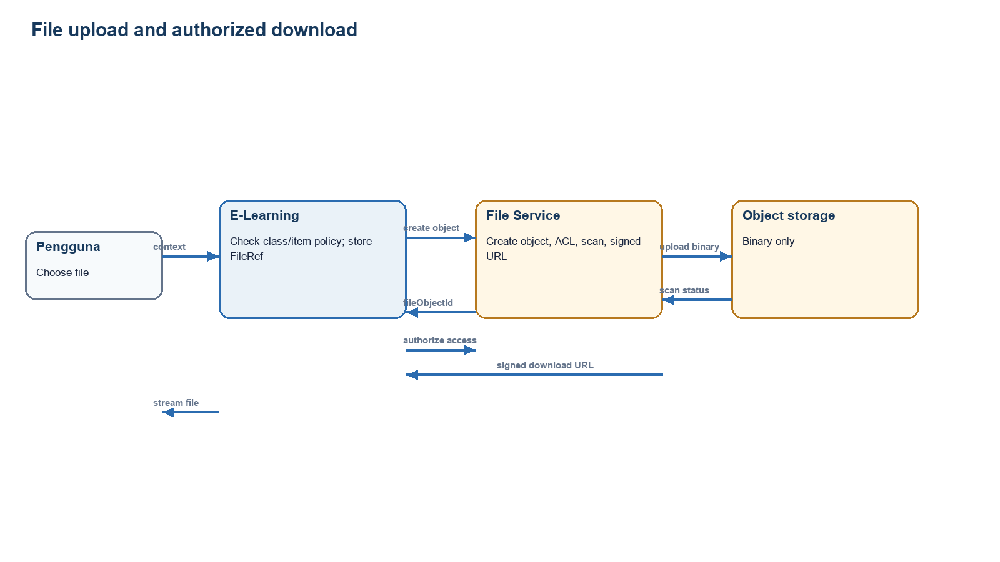 File upload and authorized download
Pengguna
Choose file
context
E-Learning
Check class/item policy; store
FileRef
create object
fileObjectId
File Service
Create object, ACL, scan, signed
URL
upload binary
scan status
Object storage
Binary only
authorize access
signed download URL
stream file